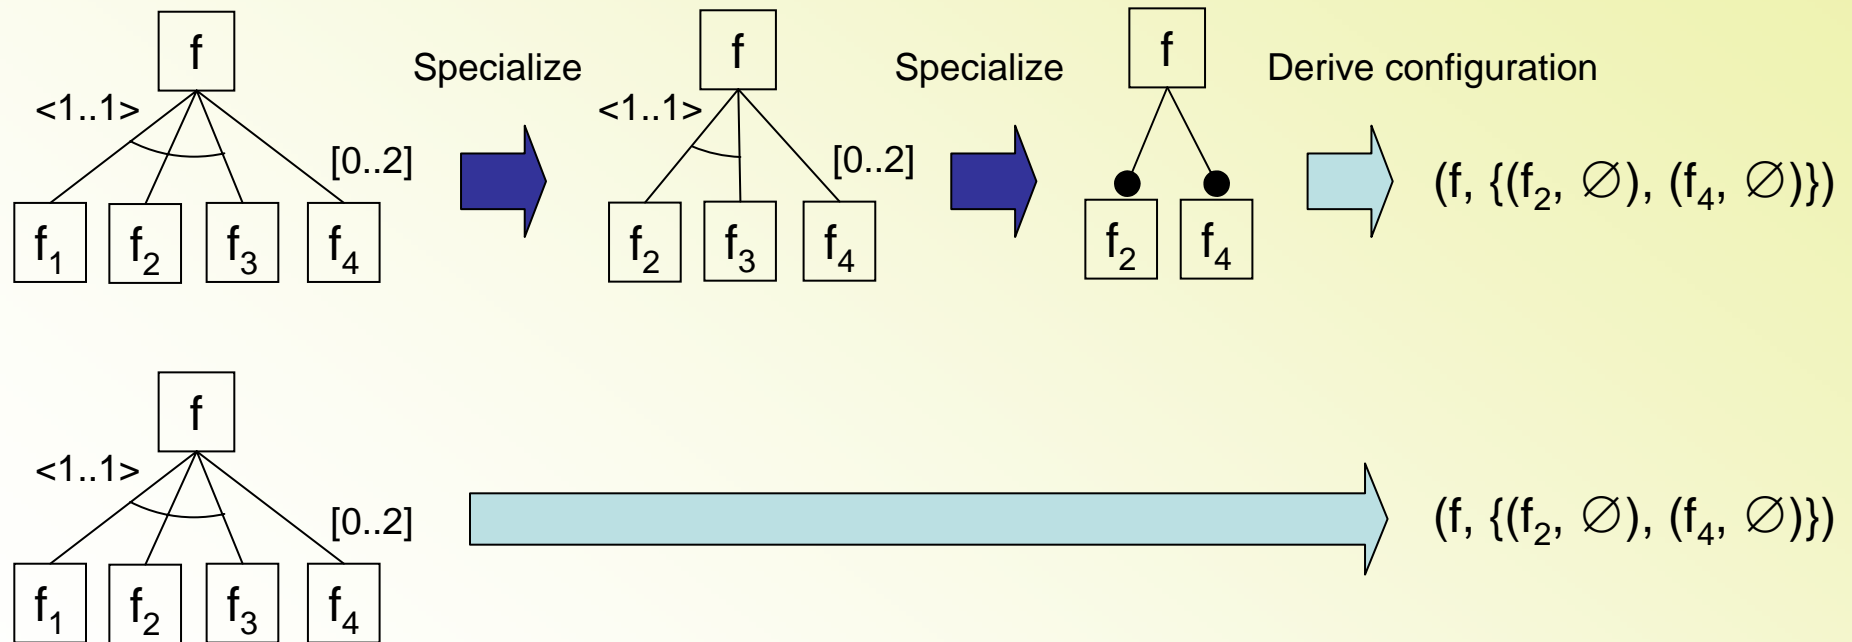 f Specialize f Specialize f Derive configuration
<1..1> <1..1>
[0..2] [0..2] (f, {(f₂, ∅), (f₄, ∅)})
f₁ f₂ f₃ f₄ f₂ f₃ f₄ f₂ f₄
f
<1..1>
[0..2] (f, {(f₂, ∅), (f₄, ∅)})
f₁ f₂ f₃ f₄